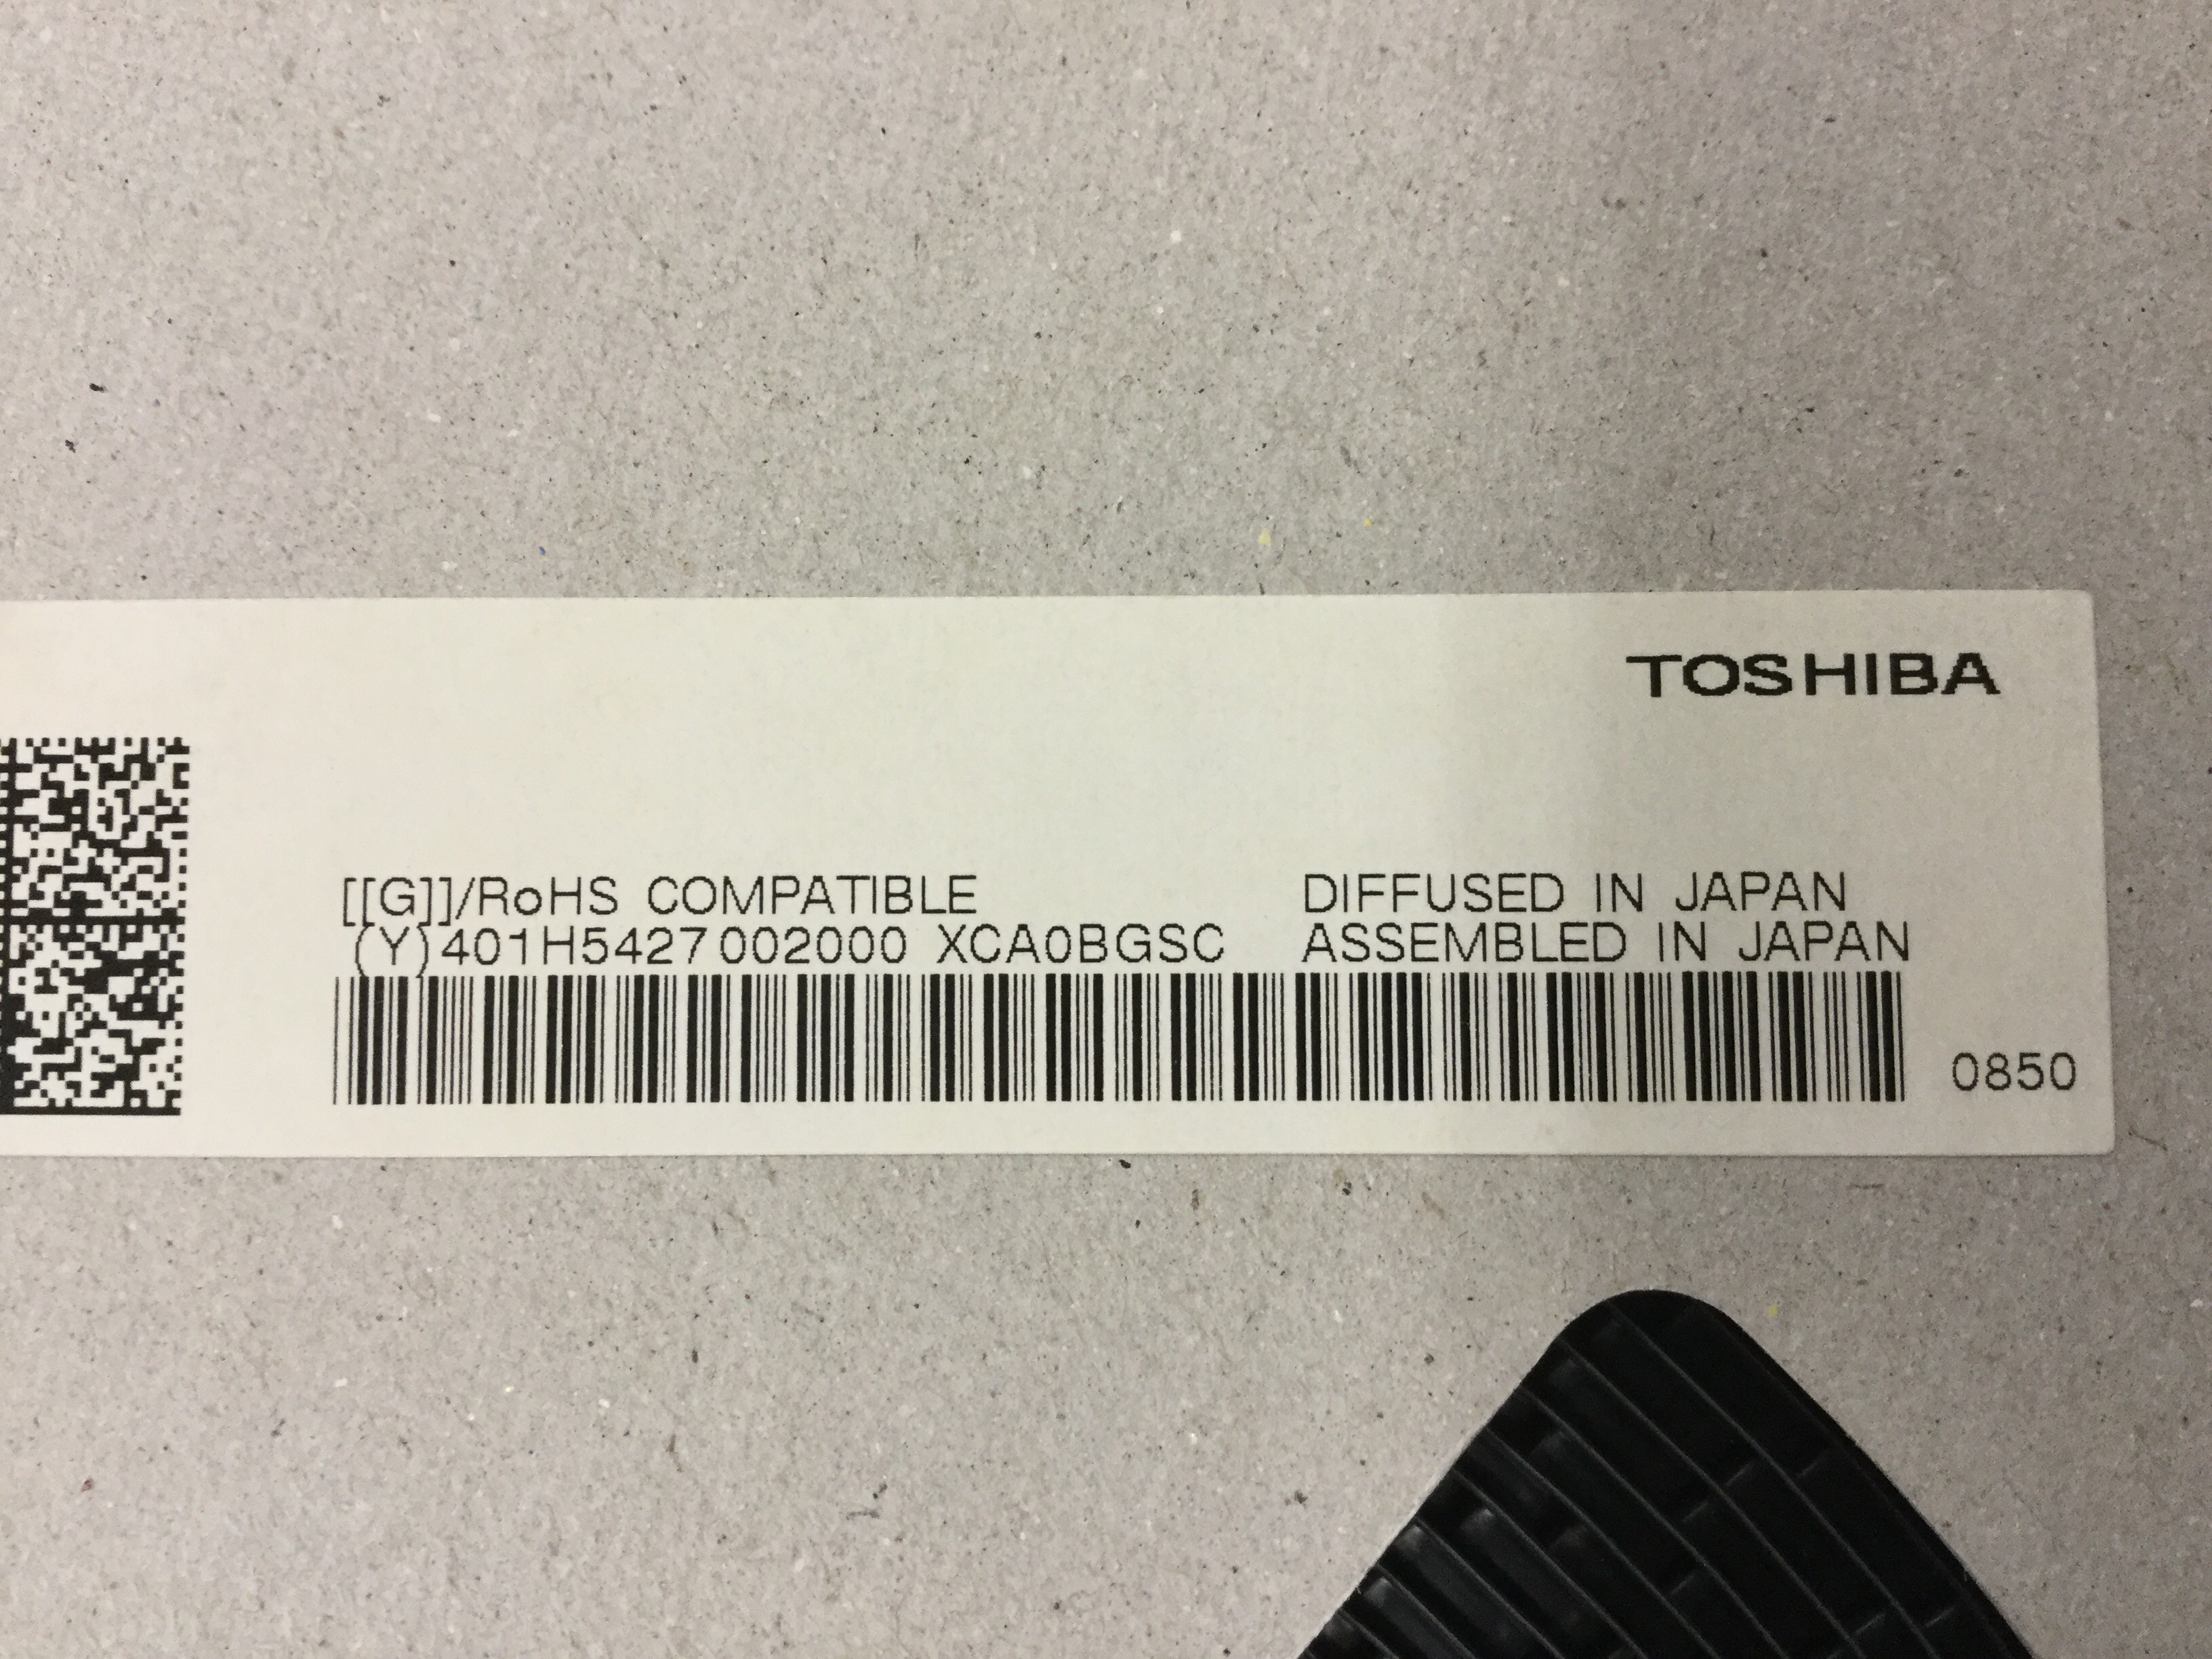 TOSHIBA
[[G]]/RoHS COMPATIBLE DIFFUSED IN JAPAN
(Y)401H5427002000 XCA0BGSC ASSEMBLED IN JAPAN
0850